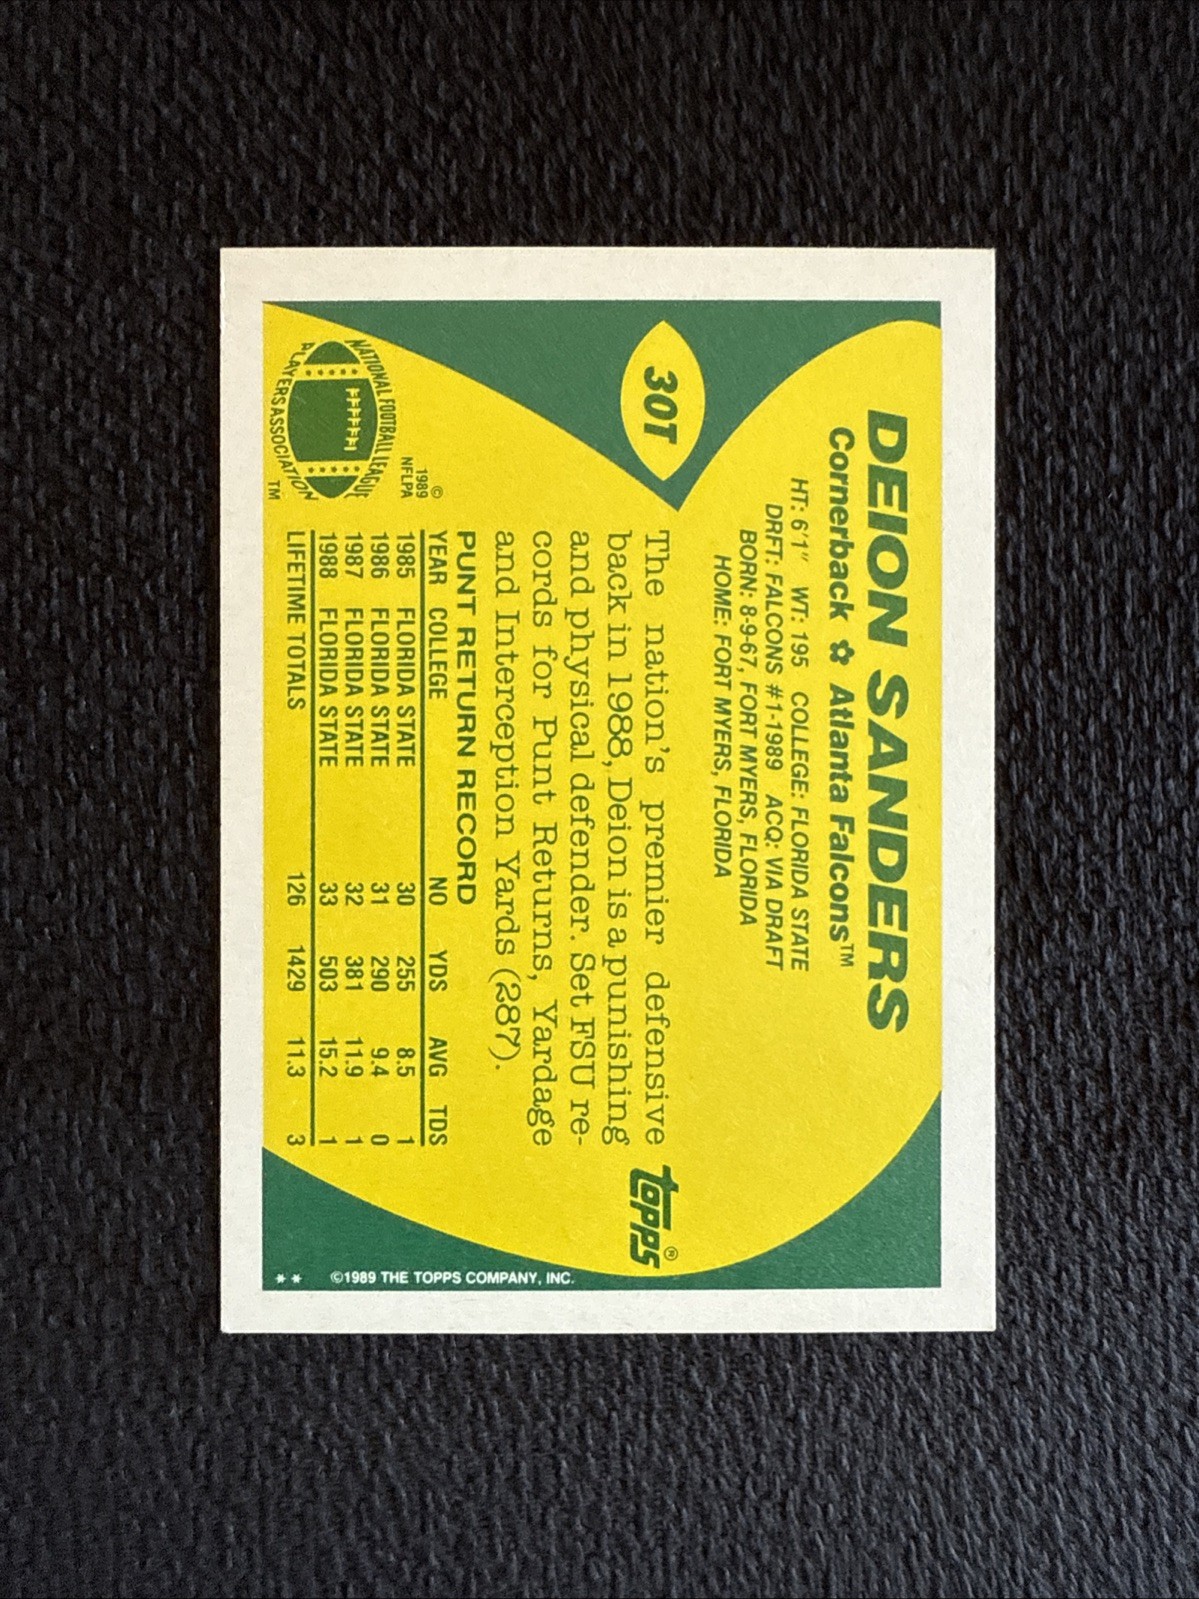 30T
DEION SANDERS
Cornerback ✿ Atlanta Falcons™
HT: 6'1" WT: 195 COLLEGE: FLORIDA STATE
DRFT: FALCONS #1-1989 ACQ: VIA DRAFT
BORN: 8-9-67, FORT MYERS, FLORIDA
HOME: FORT MYERS, FLORIDA
The nation's premier defensive
back in 1988, Deion is a punishing
and physical defender. Set FSU re-
cords for Punt Returns, Yardage
and Interception Yards (287).
topps®
PUNT RETURN RECORD
YEAR COLLEGE NO YDS AVG TDS
1985 FLORIDA STATE 30 255 8.5 1
1986 FLORIDA STATE 31 290 9.4 0
1987 FLORIDA STATE 32 381 11.9 1
1988 FLORIDA STATE 33 503 15.2 1
LIFETIME TOTALS 126 1429 11.3 3
©
1989
NFLPA
NATIONAL FOOTBALL LEAGUE
PLAYERS ASSOCIATION
TM
©1989 THE TOPPS COMPANY, INC.
**